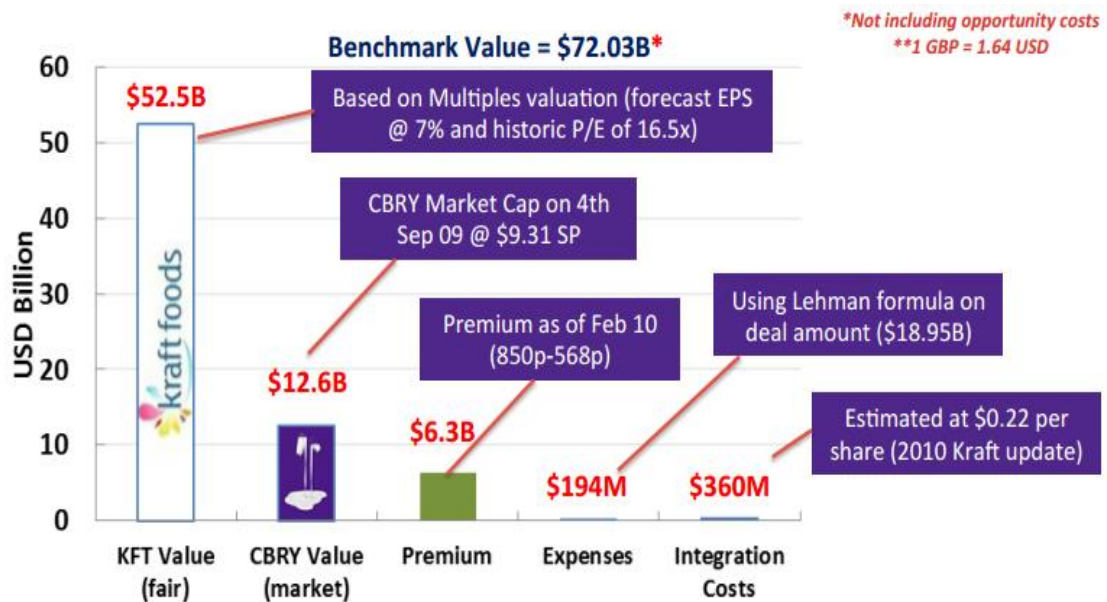 *Not including opportunity costs
**1 GBP = 1.64 USD
Benchmark Value = $72.03B*
USD Billion
60
50
40
30
20
10
0
$52.5B
Based on Multiples valuation (forecast EPS
@ 7% and historic P/E of 16.5x)
kraft foods
CBRY Market Cap on 4th
Sep 09 @ $9.31 SP
$12.6B
Premium as of Feb 10
(850p-568p)
$6.3B
Using Lehman formula on
deal amount ($18.95B)
$194M
Estimated at $0.22 per
share (2010 Kraft update)
$360M
KFT Value
(fair)
CBRY Value
(market)
Premium
Expenses
Integration
Costs